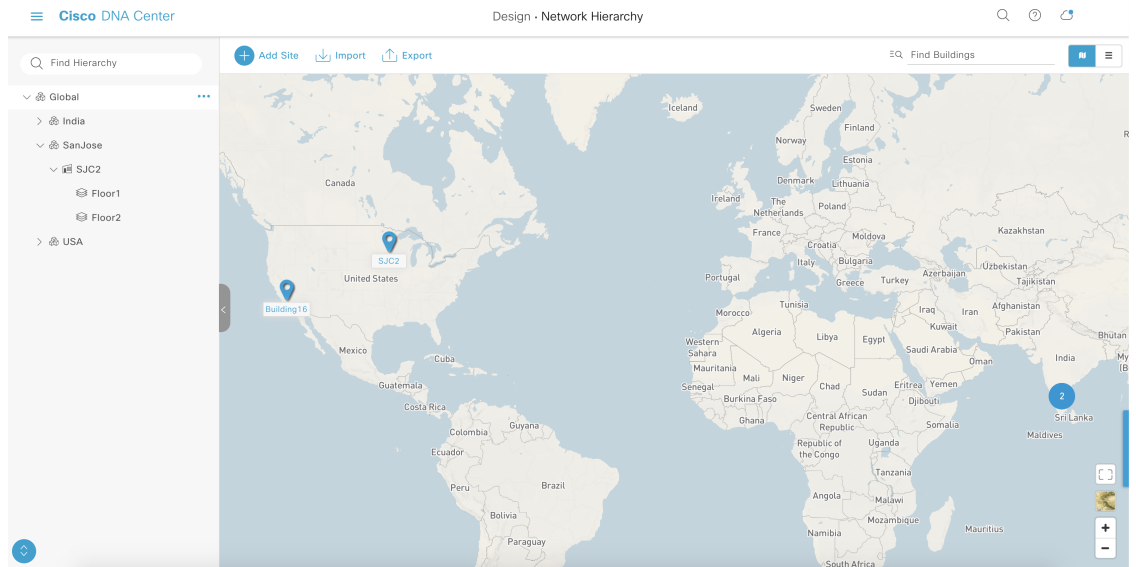 Cisco DNA Center
Design · Network Hierarchy
Find Hierarchy
Add Site
Import
Export
Find Buildings
Global
India
SanJose
SJC2
Floor1
Floor2
USA
Iceland
Sweden
Finland
Norway
R
Estonia
Canada
Denmark
Lithuania
Ireland
The
Netherlands
Poland
France
Moldova
Kazakhstan
Croatia
SJC2
Italy
Bulgaria
Uzbekistan
United States
Portugal
Greece
Turkey
Azerbaijan
Tajikistan
Building16
Tunisia
Morocco
Iraq
Iran
Afghanistan
Algeria
Libya
Egypt
Kuwait
Pakistan
Bhutan
Western
Sahara
Mexico
Saudi Arabia
Cuba
Oman
India
My
[B
Mauritania
Guatemala
Senegal
Mali
Niger
Chad
Sudan
Eritrea
Yemen
2
Burkina Faso
Djibouti
Costa Rica
Ghana
Central African
Republic
Somalia
Sri Lanka
Guyana
Colombia
Maldives
Republic of
the Congo
Uganda
Ecuador
Tanzania
Peru
Brazil
Angola
Malawi
Bolivia
Mozambique
Mauritius
Namibia
Paraguay
South Africa